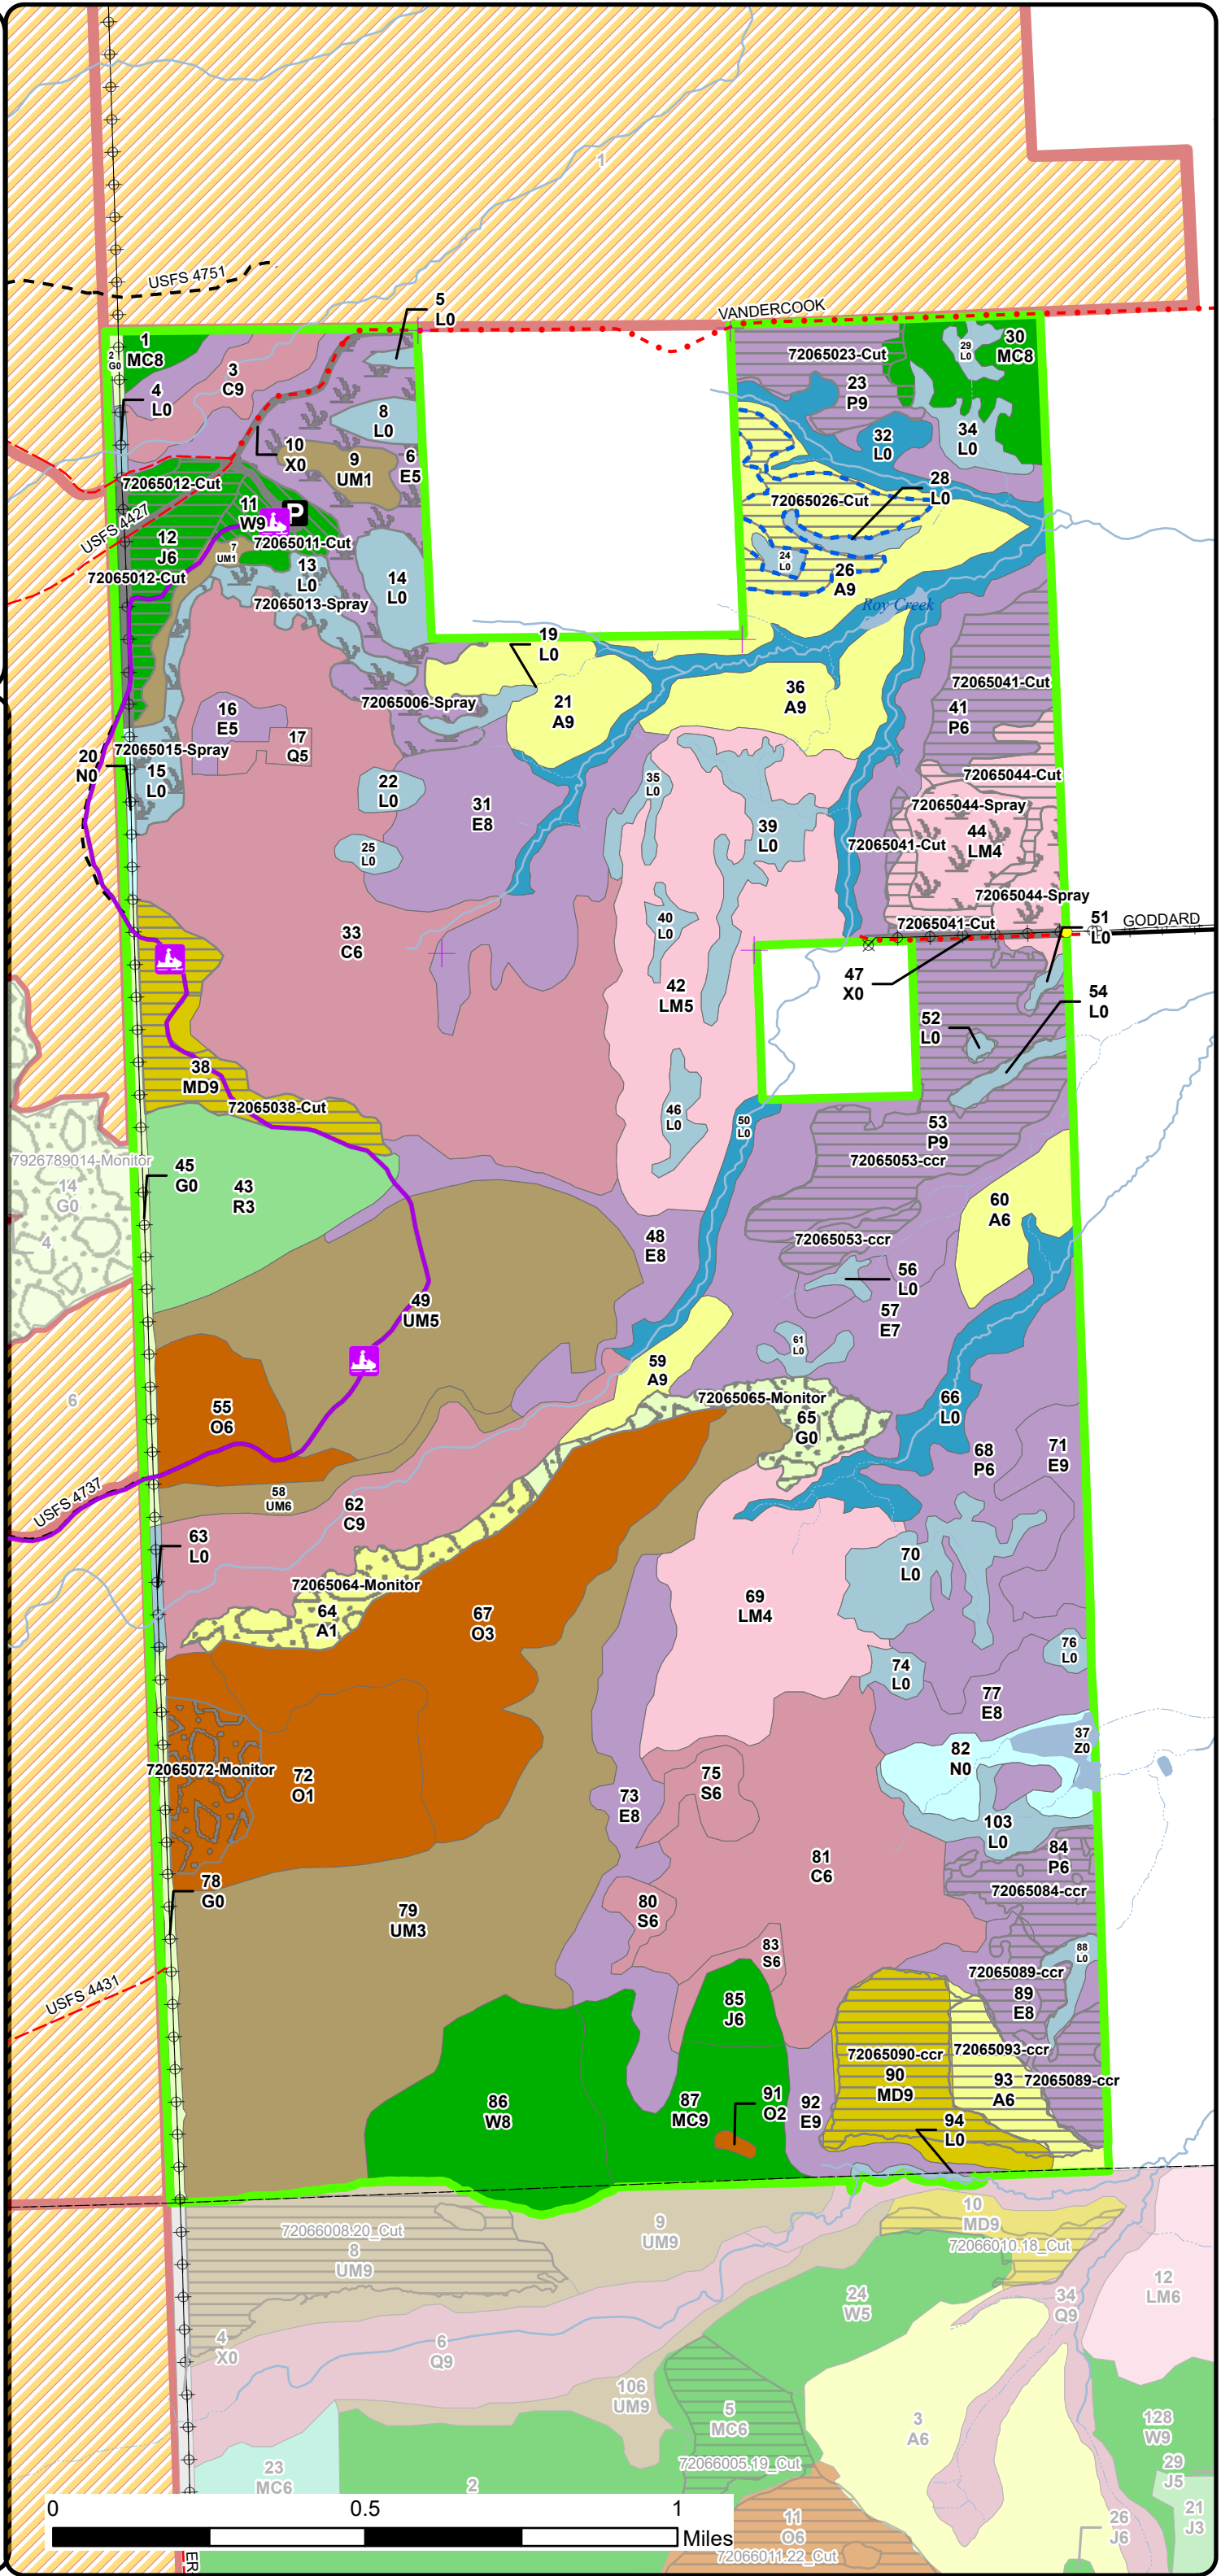 1
USFS 4751
VANDERCOOK
5
L0
1
MC8
2
G0
3
C9
4
L0
8
L0
10
X0
9
UM1
6
E5
72065023-Cut
23
P9
29
L0
30
MC8
32
L0
34
L0
28
L0
72065012-Cut
USFS 4427
11
W9
P
72065026-Cut
12
J6
7
UM1
72065011-Cut
24
L0
26
A9
72065012-Cut
13
L0
14
L0
72065013-Spray
Roy Creek
19
L0
72065006-Spray
21
A9
36
A9
72065041-Cut
41
P6
16
E5
17
Q5
20
N0
72065015-Spray
15
L0
22
L0
31
E8
35
L0
72065044-Cut
72065044-Spray
44
LM4
39
L0
72065041-Cut
25
L0
72065044-Spray
40
L0
33
C6
72065041-Cut
51
L0
GODDARD
47
X0
42
LM5
54
L0
52
L0
38
MD9
72065038-Cut
46
L0
50
L0
53
P9
72065053-ccr
7926789014-Monitor
14
G0
4
45
G0
43
R3
60
A6
48
E8
72065053-ccr
56
L0
57
E7
49
UM5
61
L0
59
A9
6
55
O6
72065065-Monitor
65
G0
66
L0
68
P6
71
E9
USFS 4737
58
UM6
62
C9
63
L0
70
L0
72065064-Monitor
64
A1
67
O3
69
LM4
76
L0
74
L0
77
E8
37
Z0
82
N0
72065072-Monitor
72
O1
75
S6
73
E8
103
L0
84
P6
81
C6
72065084-ccr
78
G0
79
UM3
80
S6
83
S6
88
L0
72065089-ccr
89
E8
USFS 4431
85
J6
72065093-ccr
72065090-ccr
90
MD9
93
A6
72065089-ccr
86
W8
87
MC9
91
O2
92
E9
94
L0
10
MD9
72066008.20_Cut
8
UM9
9
UM9
72066010.18_Cut
12
LM6
24
W5
34
Q9
4
X0
6
Q9
106
UM9
5
MC6
3
A6
128
W9
72066005.19_Cut
23
MC6
2
29
J5
21
J3
11
O6
26
J6
72066011.22_Cut
0 0.5 1
Miles
ER